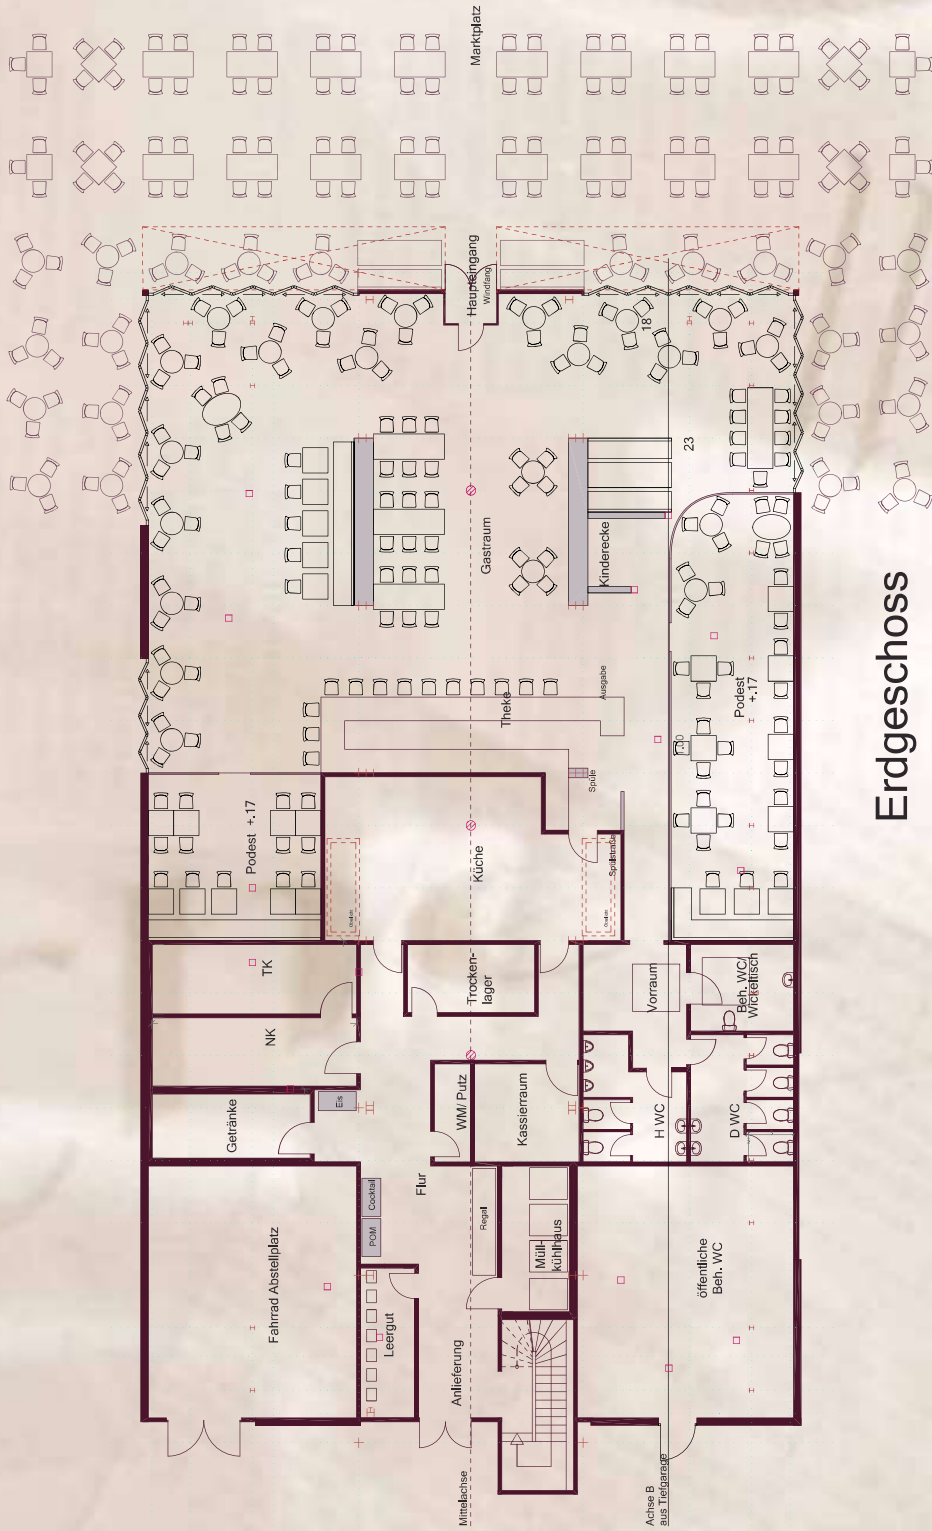 Marktplatz
Haupteingang
Windfang
18
23
Gastraum
Kinderecke
Theke
Ausgabe
Spüle
Podest
+.17
1.00
Podest +.17
Küche
Spülstraße
TK
NK
Trocken-
lager
Vorraum
Beh. WC/
Wickeltisch
Getränke
Eis
WM/ Putz
Kassierraum
H WC
D WC
Flur
Cocktail
POM
Regal
Müll-
kühlhaus
Fahrrad Abstellplatz
Leergut
Anlieferung
öffentliche
Beh. WC
Mittelachse
Achse B
aus Tiefgarage
Erdgeschoss